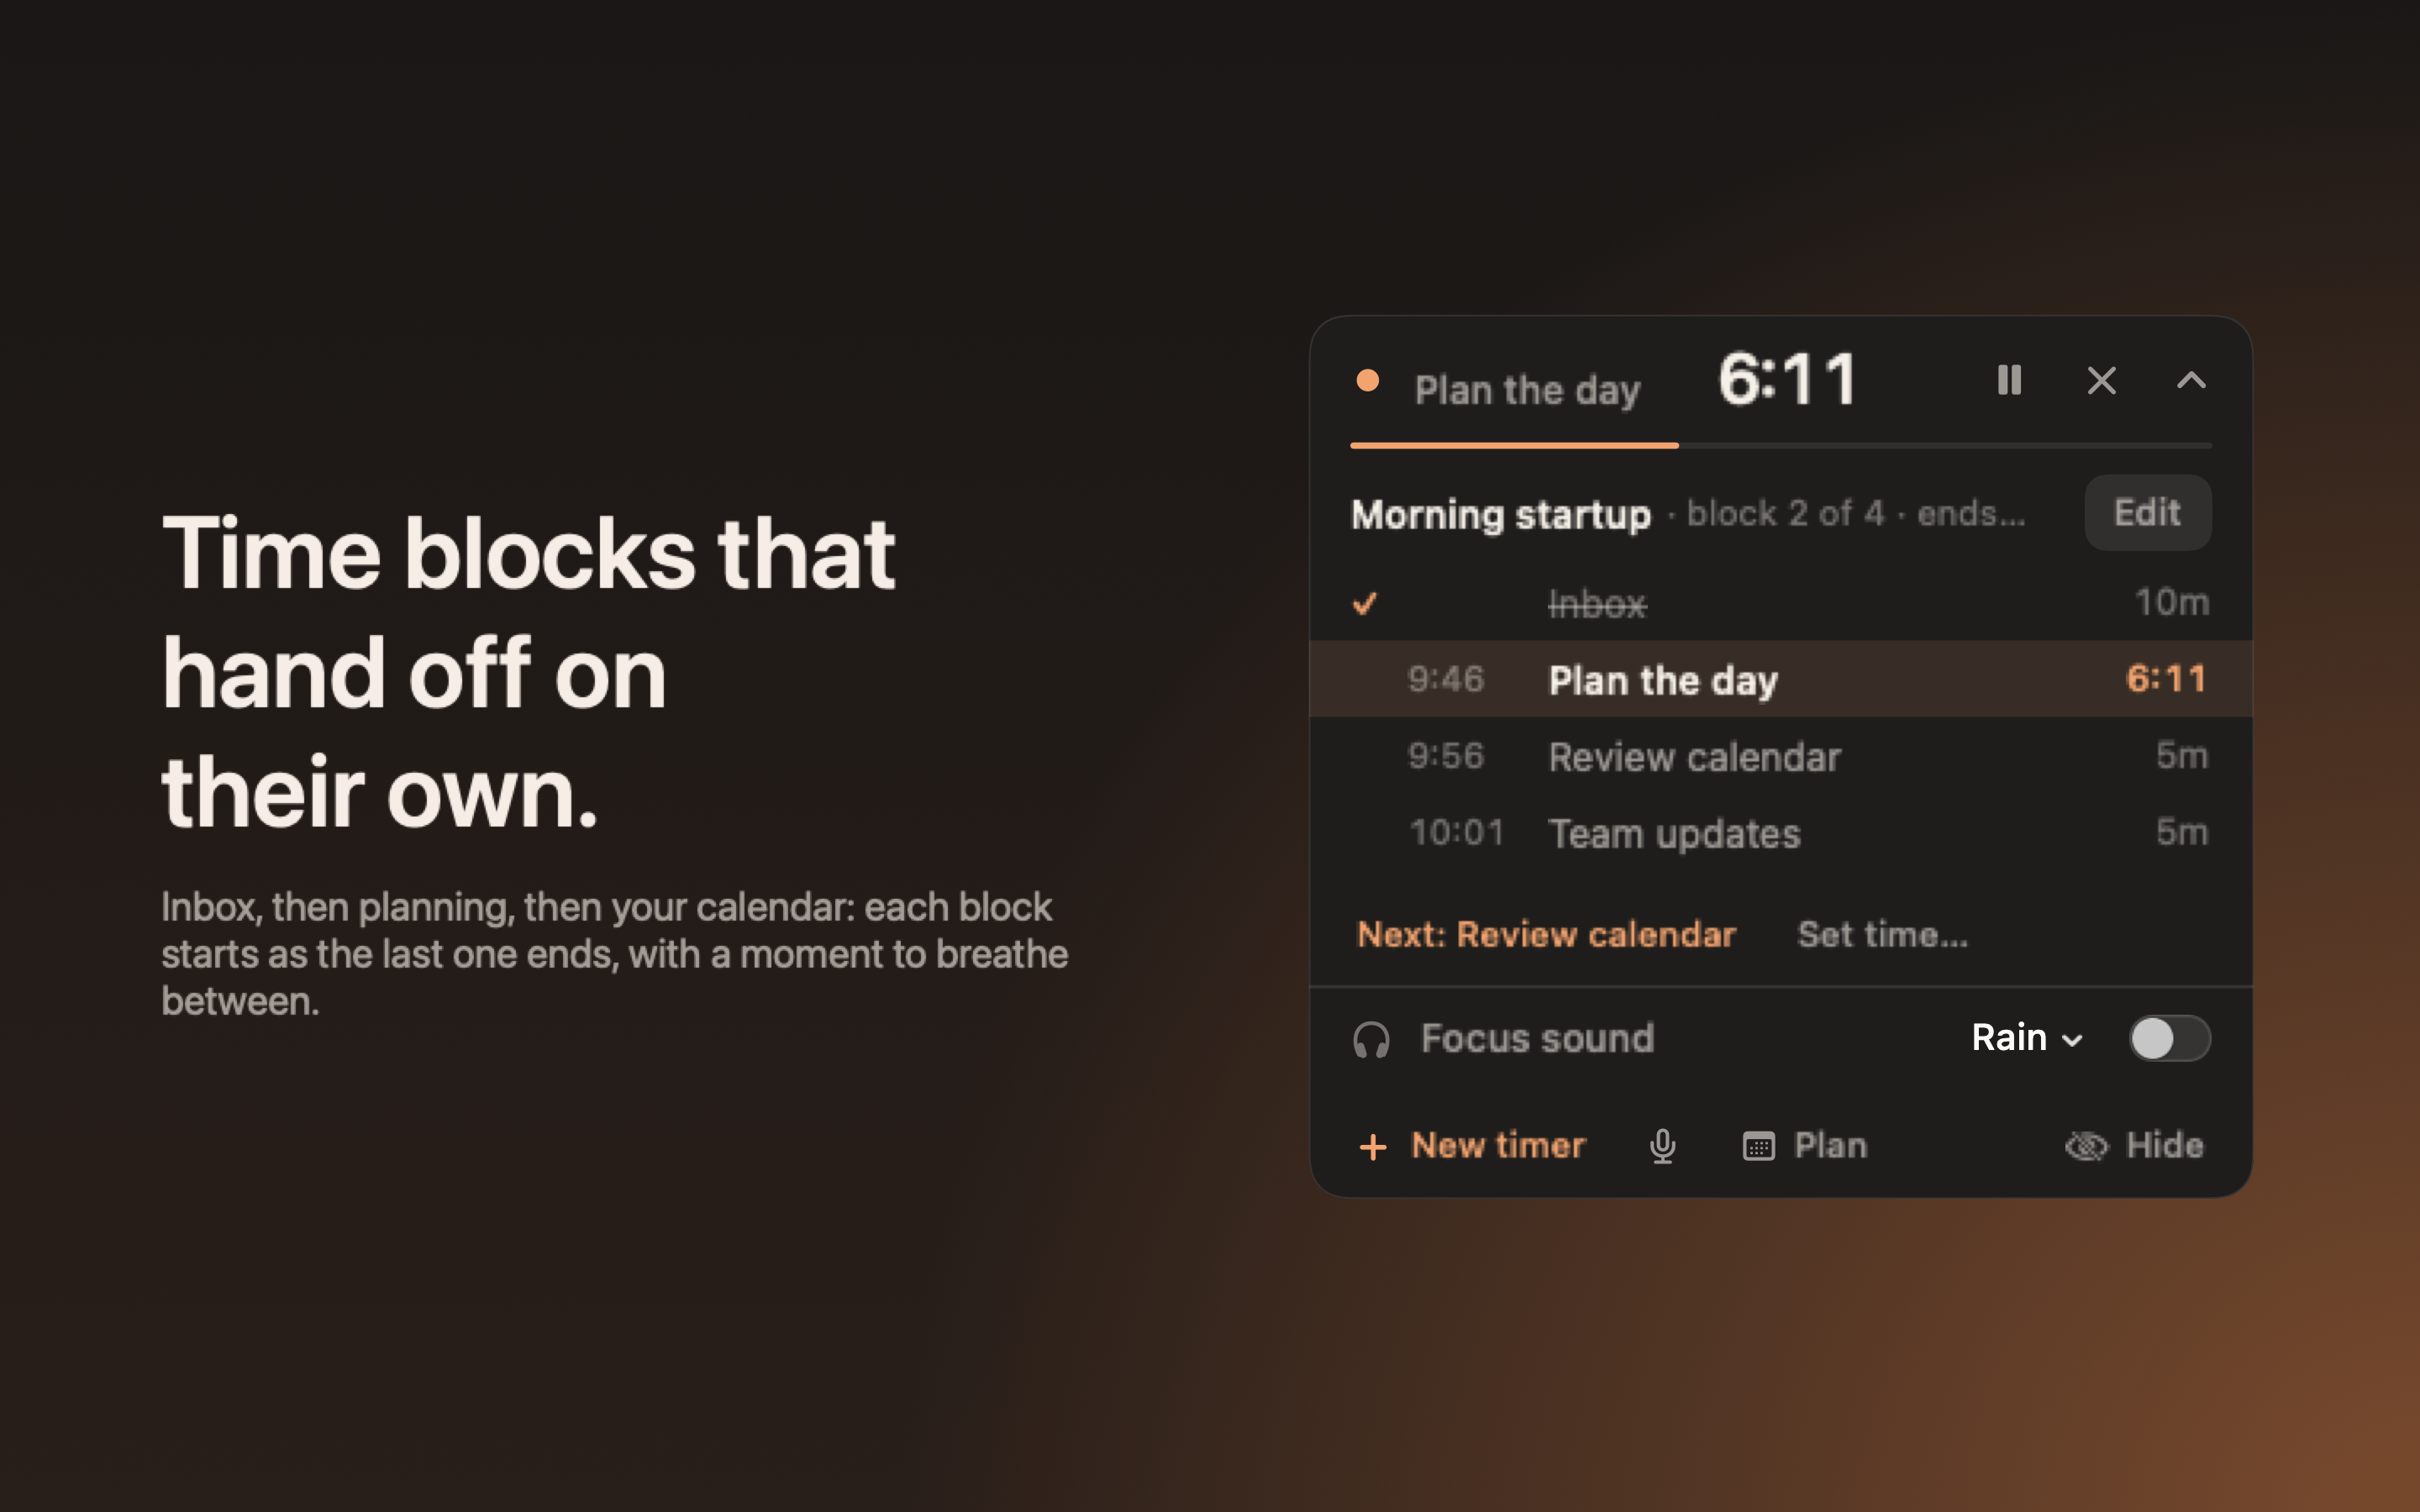 Time blocks that
hand off on
their own.
Inbox, then planning, then your calendar: each block
starts as the last one ends, with a moment to breathe
between.
Plan the day 6:11
Morning startup · block 2 of 4 · ends... Edit
Inbox 10m
9:46 Plan the day 6:11
9:56 Review calendar 5m
10:01 Team updates 5m
Next: Review calendar Set time...
Focus sound Rain
New timer Plan Hide